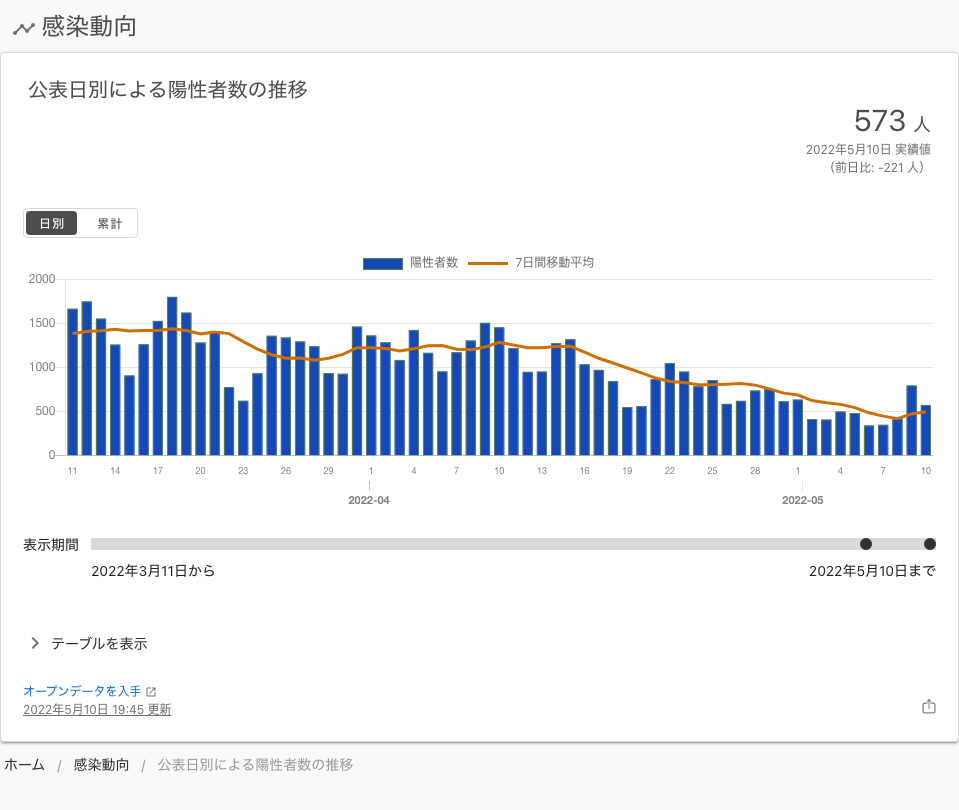 感染動向
公表日別による陽性者数の推移
573 人
2022年5月10日 実績値
（前日比: -221 人）
日別 累計
陽性者数 7日間移動平均
2000
1500
1000
500
0
11 14 17 20 23 26 29 1 4 7 10 13 16 19 22 25 28 1 4 7 10
2022-04 2022-05
表示期間
2022年3月11日から 2022年5月10日まで
テーブルを表示
オープンデータを入手
2022年5月10日 19:45 更新
ホーム / 感染動向 / 公表日別による陽性者数の推移